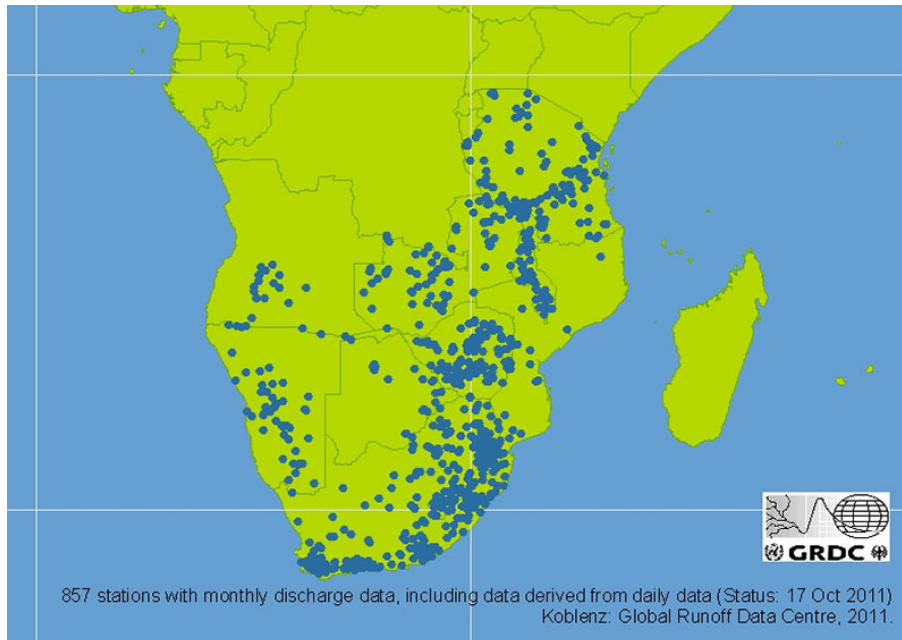 GRDC
857 stations with monthly discharge data, including data derived from daily data (Status: 17 Oct 2011)
Koblenz: Global Runoff Data Centre, 2011.